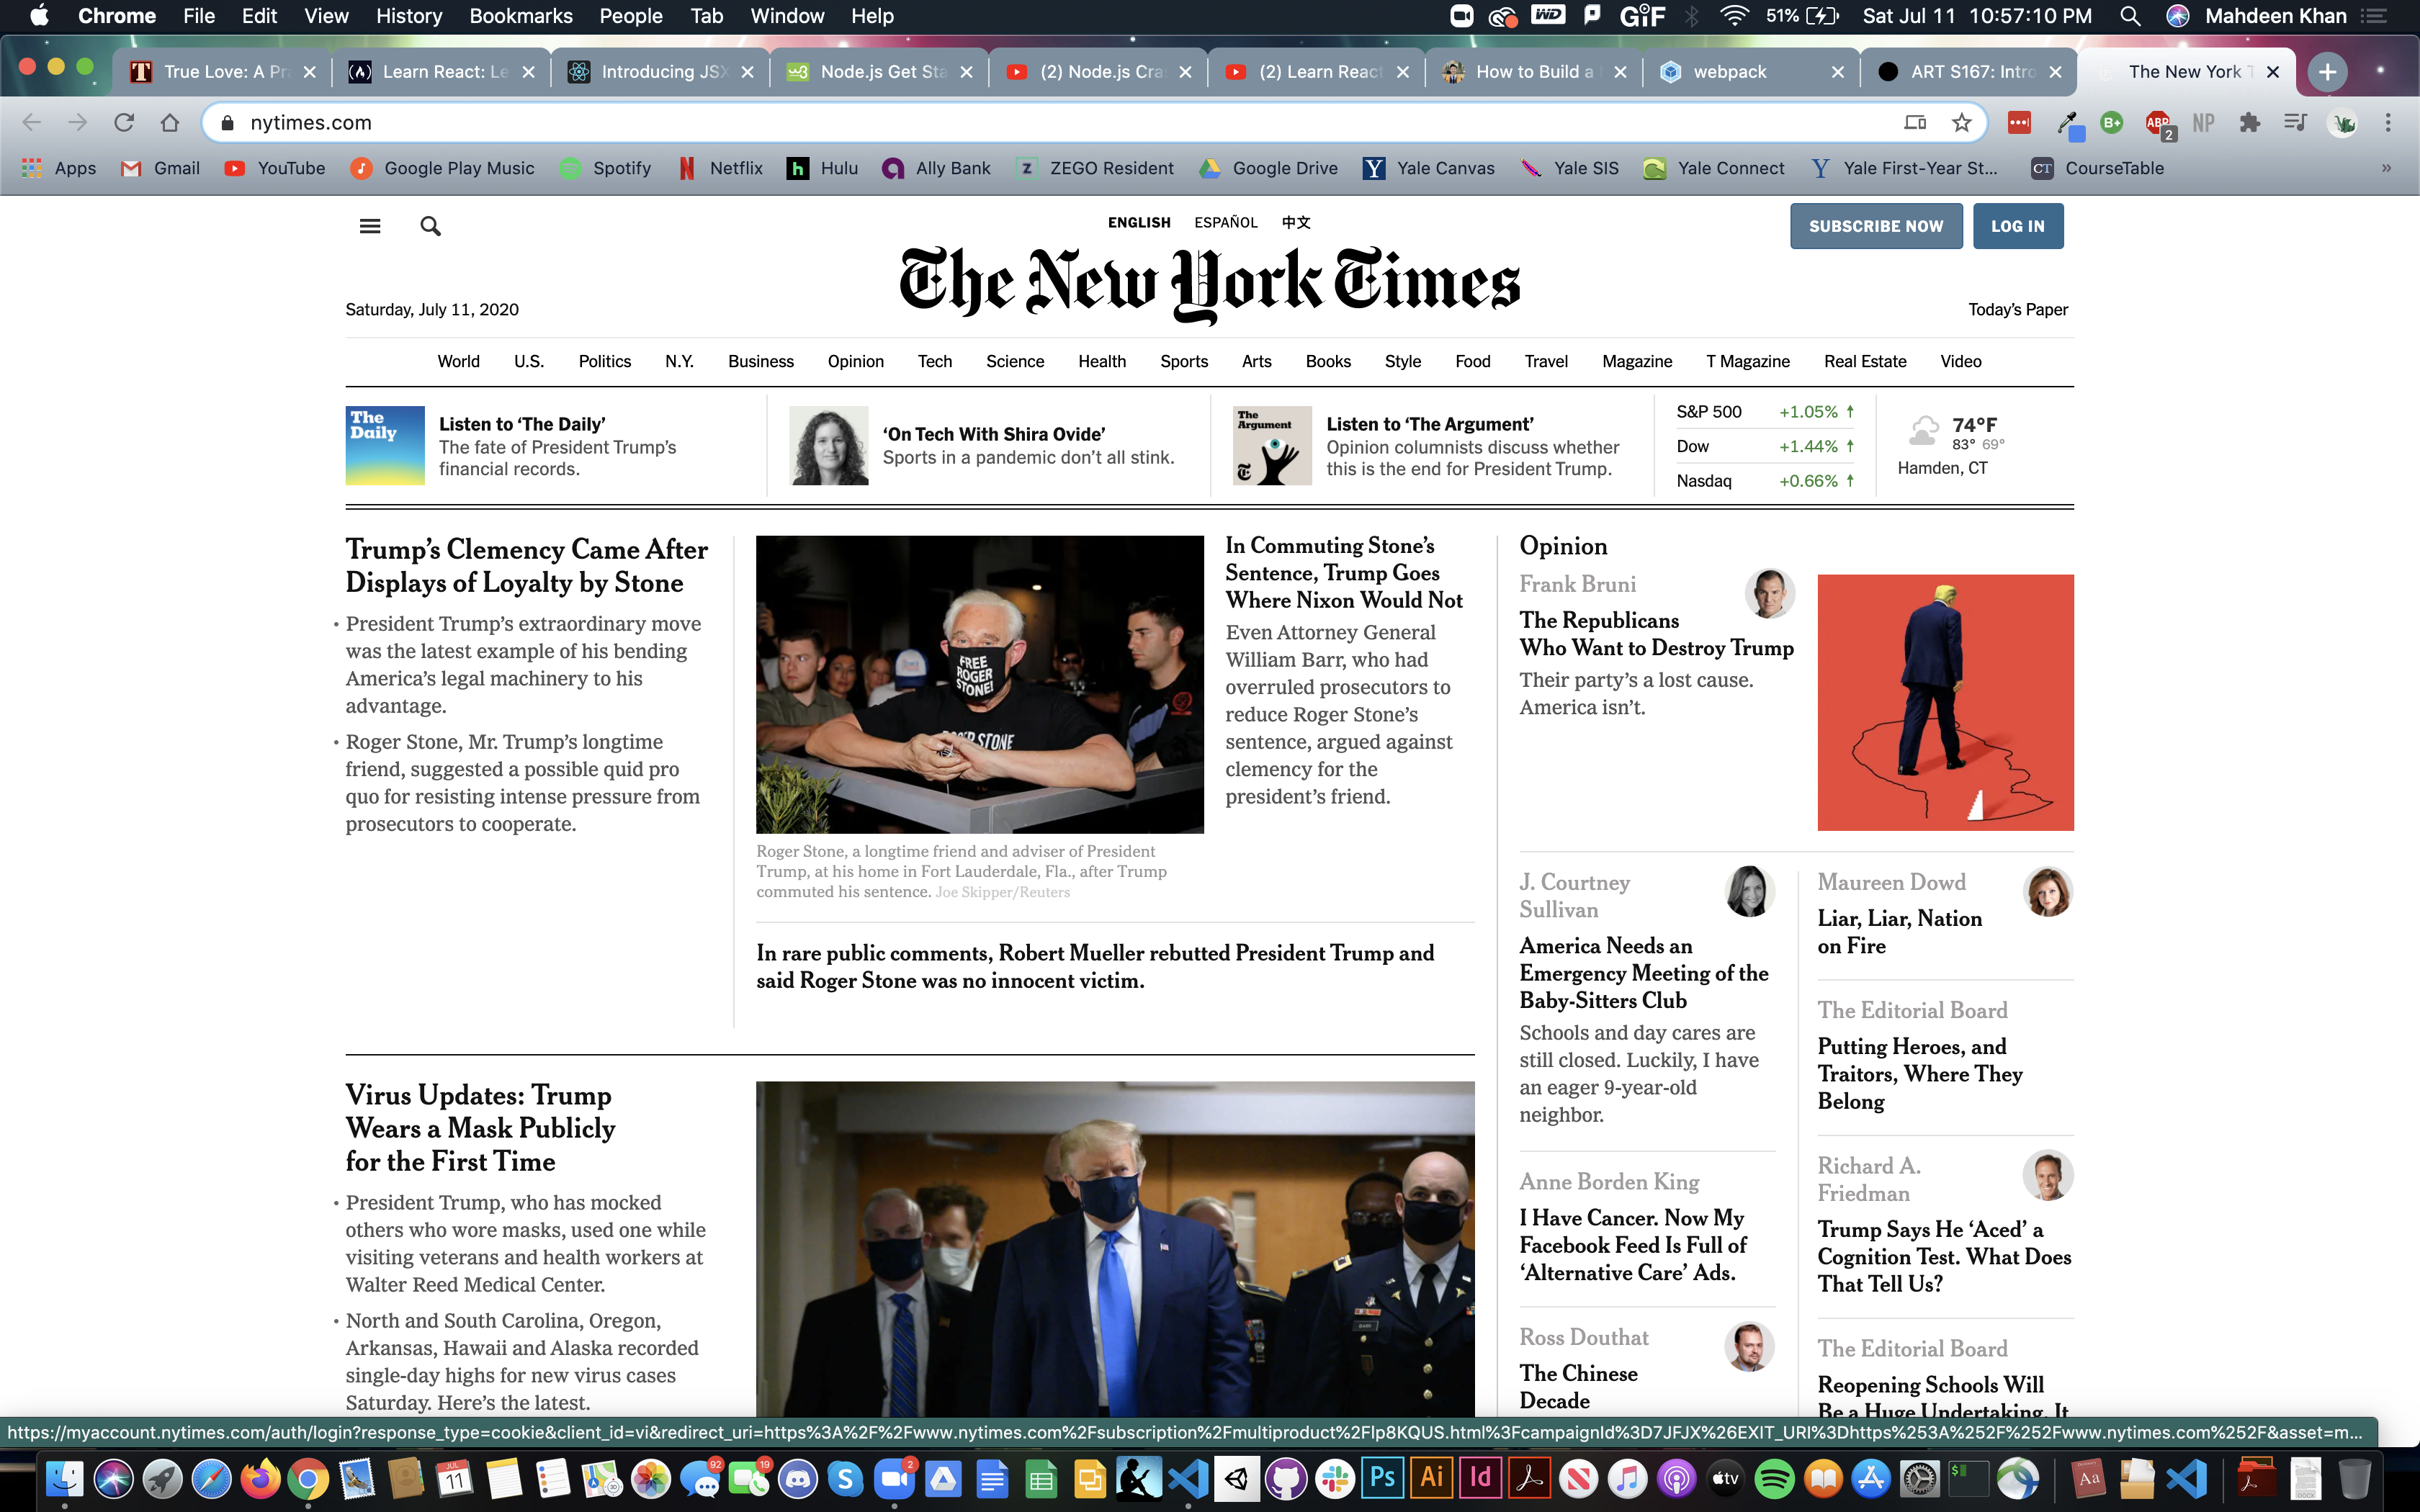 Chrome File Edit View History Bookmarks People Tab Window Help
WD GIF 51% Sat Jul 11 10:57:10 PM Mahdeen Khan
True Love: A Pr Learn React: Le Introducing JSX Node.js Get Sta (2) Node.js Cra (2) Learn React How to Build a webpack ART S167: Intro The New York T
nytimes.com
ABP 2 B+ NP
Apps Gmail YouTube Google Play Music Spotify Netflix Hulu Ally Bank ZEGO Resident Google Drive Yale Canvas Yale SIS Yale Connect Yale First-Year St... CourseTable »
ENGLISH ESPAÑOL 中文
SUBSCRIBE NOW LOG IN
The New York Times
Saturday, July 11, 2020
Today's Paper
World U.S. Politics N.Y. Business Opinion Tech Science Health Sports Arts Books Style Food Travel Magazine T Magazine Real Estate Video
The
Daily
Listen to ‘The Daily’
The fate of President Trump’s
financial records.
‘On Tech With Shira Ovide’
Sports in a pandemic don’t all stink.
The
Argument
Listen to ‘The Argument’
Opinion columnists discuss whether
this is the end for President Trump.
S&P 500 +1.05% ↑
Dow +1.44% ↑
Nasdaq +0.66% ↑
74°F
83° 69°
Hamden, CT
Trump’s Clemency Came After
Displays of Loyalty by Stone
• President Trump’s extraordinary move
was the latest example of his bending
America’s legal machinery to his
advantage.
• Roger Stone, Mr. Trump’s longtime
friend, suggested a possible quid pro
quo for resisting intense pressure from
prosecutors to cooperate.
FREE
ROGER
STONE!
STONE
Roger Stone, a longtime friend and adviser of President
Trump, at his home in Fort Lauderdale, Fla., after Trump
commuted his sentence. Joe Skipper/Reuters
In Commuting Stone’s
Sentence, Trump Goes
Where Nixon Would Not
Even Attorney General
William Barr, who had
overruled prosecutors to
reduce Roger Stone’s
sentence, argued against
clemency for the
president’s friend.
In rare public comments, Robert Mueller rebutted President Trump and
said Roger Stone was no innocent victim.
Virus Updates: Trump
Wears a Mask Publicly
for the First Time
• President Trump, who has mocked
others who wore masks, used one while
visiting veterans and health workers at
Walter Reed Medical Center.
• North and South Carolina, Oregon,
Arkansas, Hawaii and Alaska recorded
single-day highs for new virus cases
Saturday. Here’s the latest.
Opinion
Frank Bruni
The Republicans
Who Want to Destroy Trump
Their party’s a lost cause.
America isn’t.
J. Courtney
Sullivan
America Needs an
Emergency Meeting of the
Baby-Sitters Club
Schools and day cares are
still closed. Luckily, I have
an eager 9-year-old
neighbor.
Anne Borden King
I Have Cancer. Now My
Facebook Feed Is Full of
‘Alternative Care’ Ads.
Ross Douthat
The Chinese
Decade
Maureen Dowd
Liar, Liar, Nation
on Fire
The Editorial Board
Putting Heroes, and
Traitors, Where They
Belong
Richard A.
Friedman
Trump Says He ‘Aced’ a
Cognition Test. What Does
That Tell Us?
The Editorial Board
Reopening Schools Will
Be a Huge Undertaking. It
https://myaccount.nytimes.com/auth/login?response_type=cookie&client_id=vi&redirect_uri=https%3A%2F%2Fwww.nytimes.com%2Fsubscription%2Fmultiproduct%2Flp8KQUS.html%3FcampaignId%3D7JFJX%26EXIT_URI%3Dhttps%253A%252F%252Fwww.nytimes.com%252F&asset=m...
JUL 11 92 19 S 2 Ps Ai Id tv $ Aa